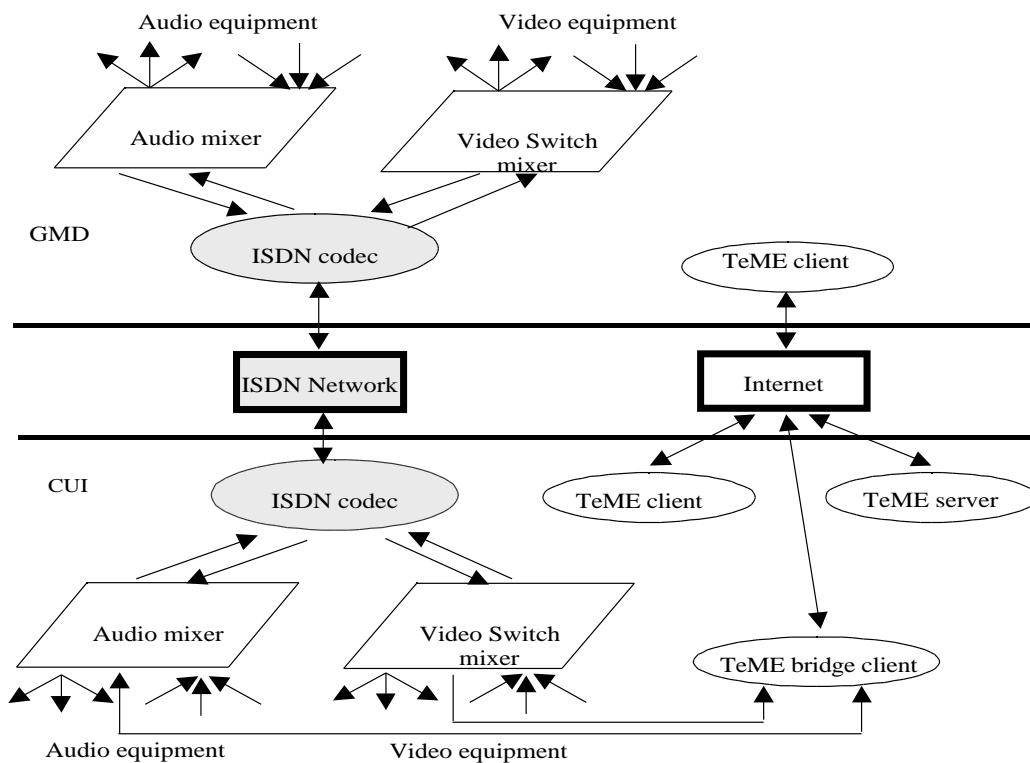 Audio equipment
Video equipment
Audio mixer
Video Switch
mixer
GMD
ISDN codec
TeME client
ISDN Network
Internet
CUI
ISDN codec
TeME client
TeME server
Audio mixer
Video Switch
mixer
TeME bridge client
Audio equipment
Video equipment